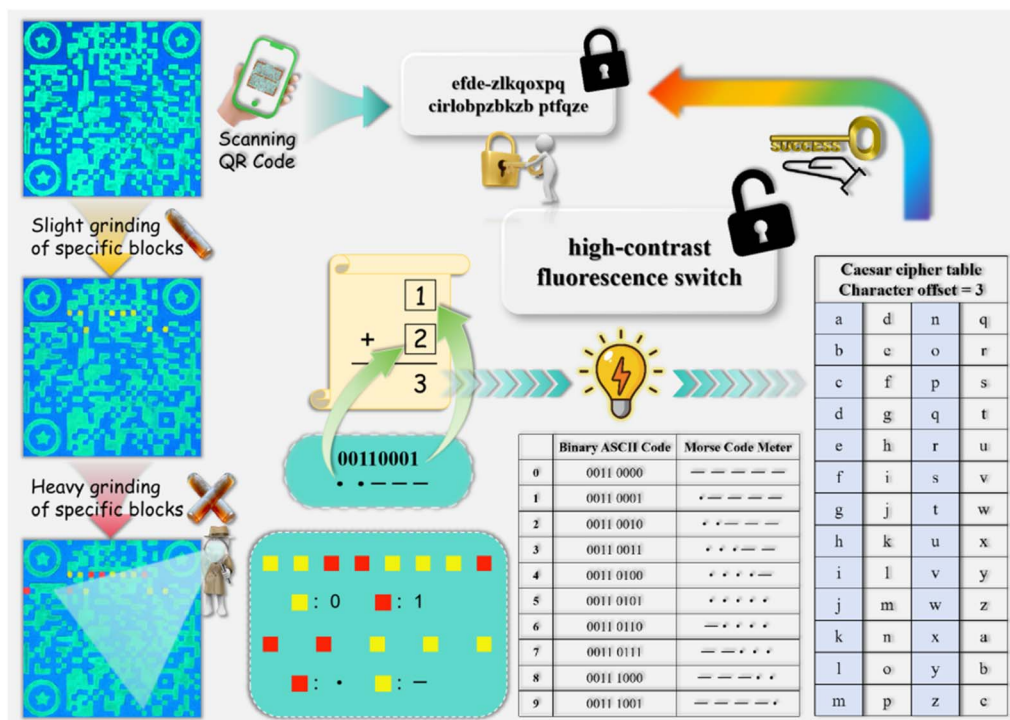 Scanning
QR Code
efde-zlkqoxpq
cirlobpzbkzb ptfqze
SUCCESS
Slight grinding
of specific blocks
high-contrast
fluorescence switch
1
+ 2
3
00110001
• • — — —
Heavy grinding
of specific blocks
: 0 : 1
: • : —
Binary ASCII Code Morse Code Meter
0 0011 0000 — — — — —
1 0011 0001 • — — — —
2 0011 0010 • • — — —
3 0011 0011 • • • — —
4 0011 0100 • • • • —
5 0011 0101 • • • • •
6 0011 0110 — • • • •
7 0011 0111 — — • • •
8 0011 1000 — — — • •
9 0011 1001 — — — — •
Caesar cipher table
Character offset = 3
a d n q
b e o r
c f p s
d g q t
e h r u
f i s v
g j t w
h k u x
i l v y
j m w z
k n x a
l o y b
m p z c